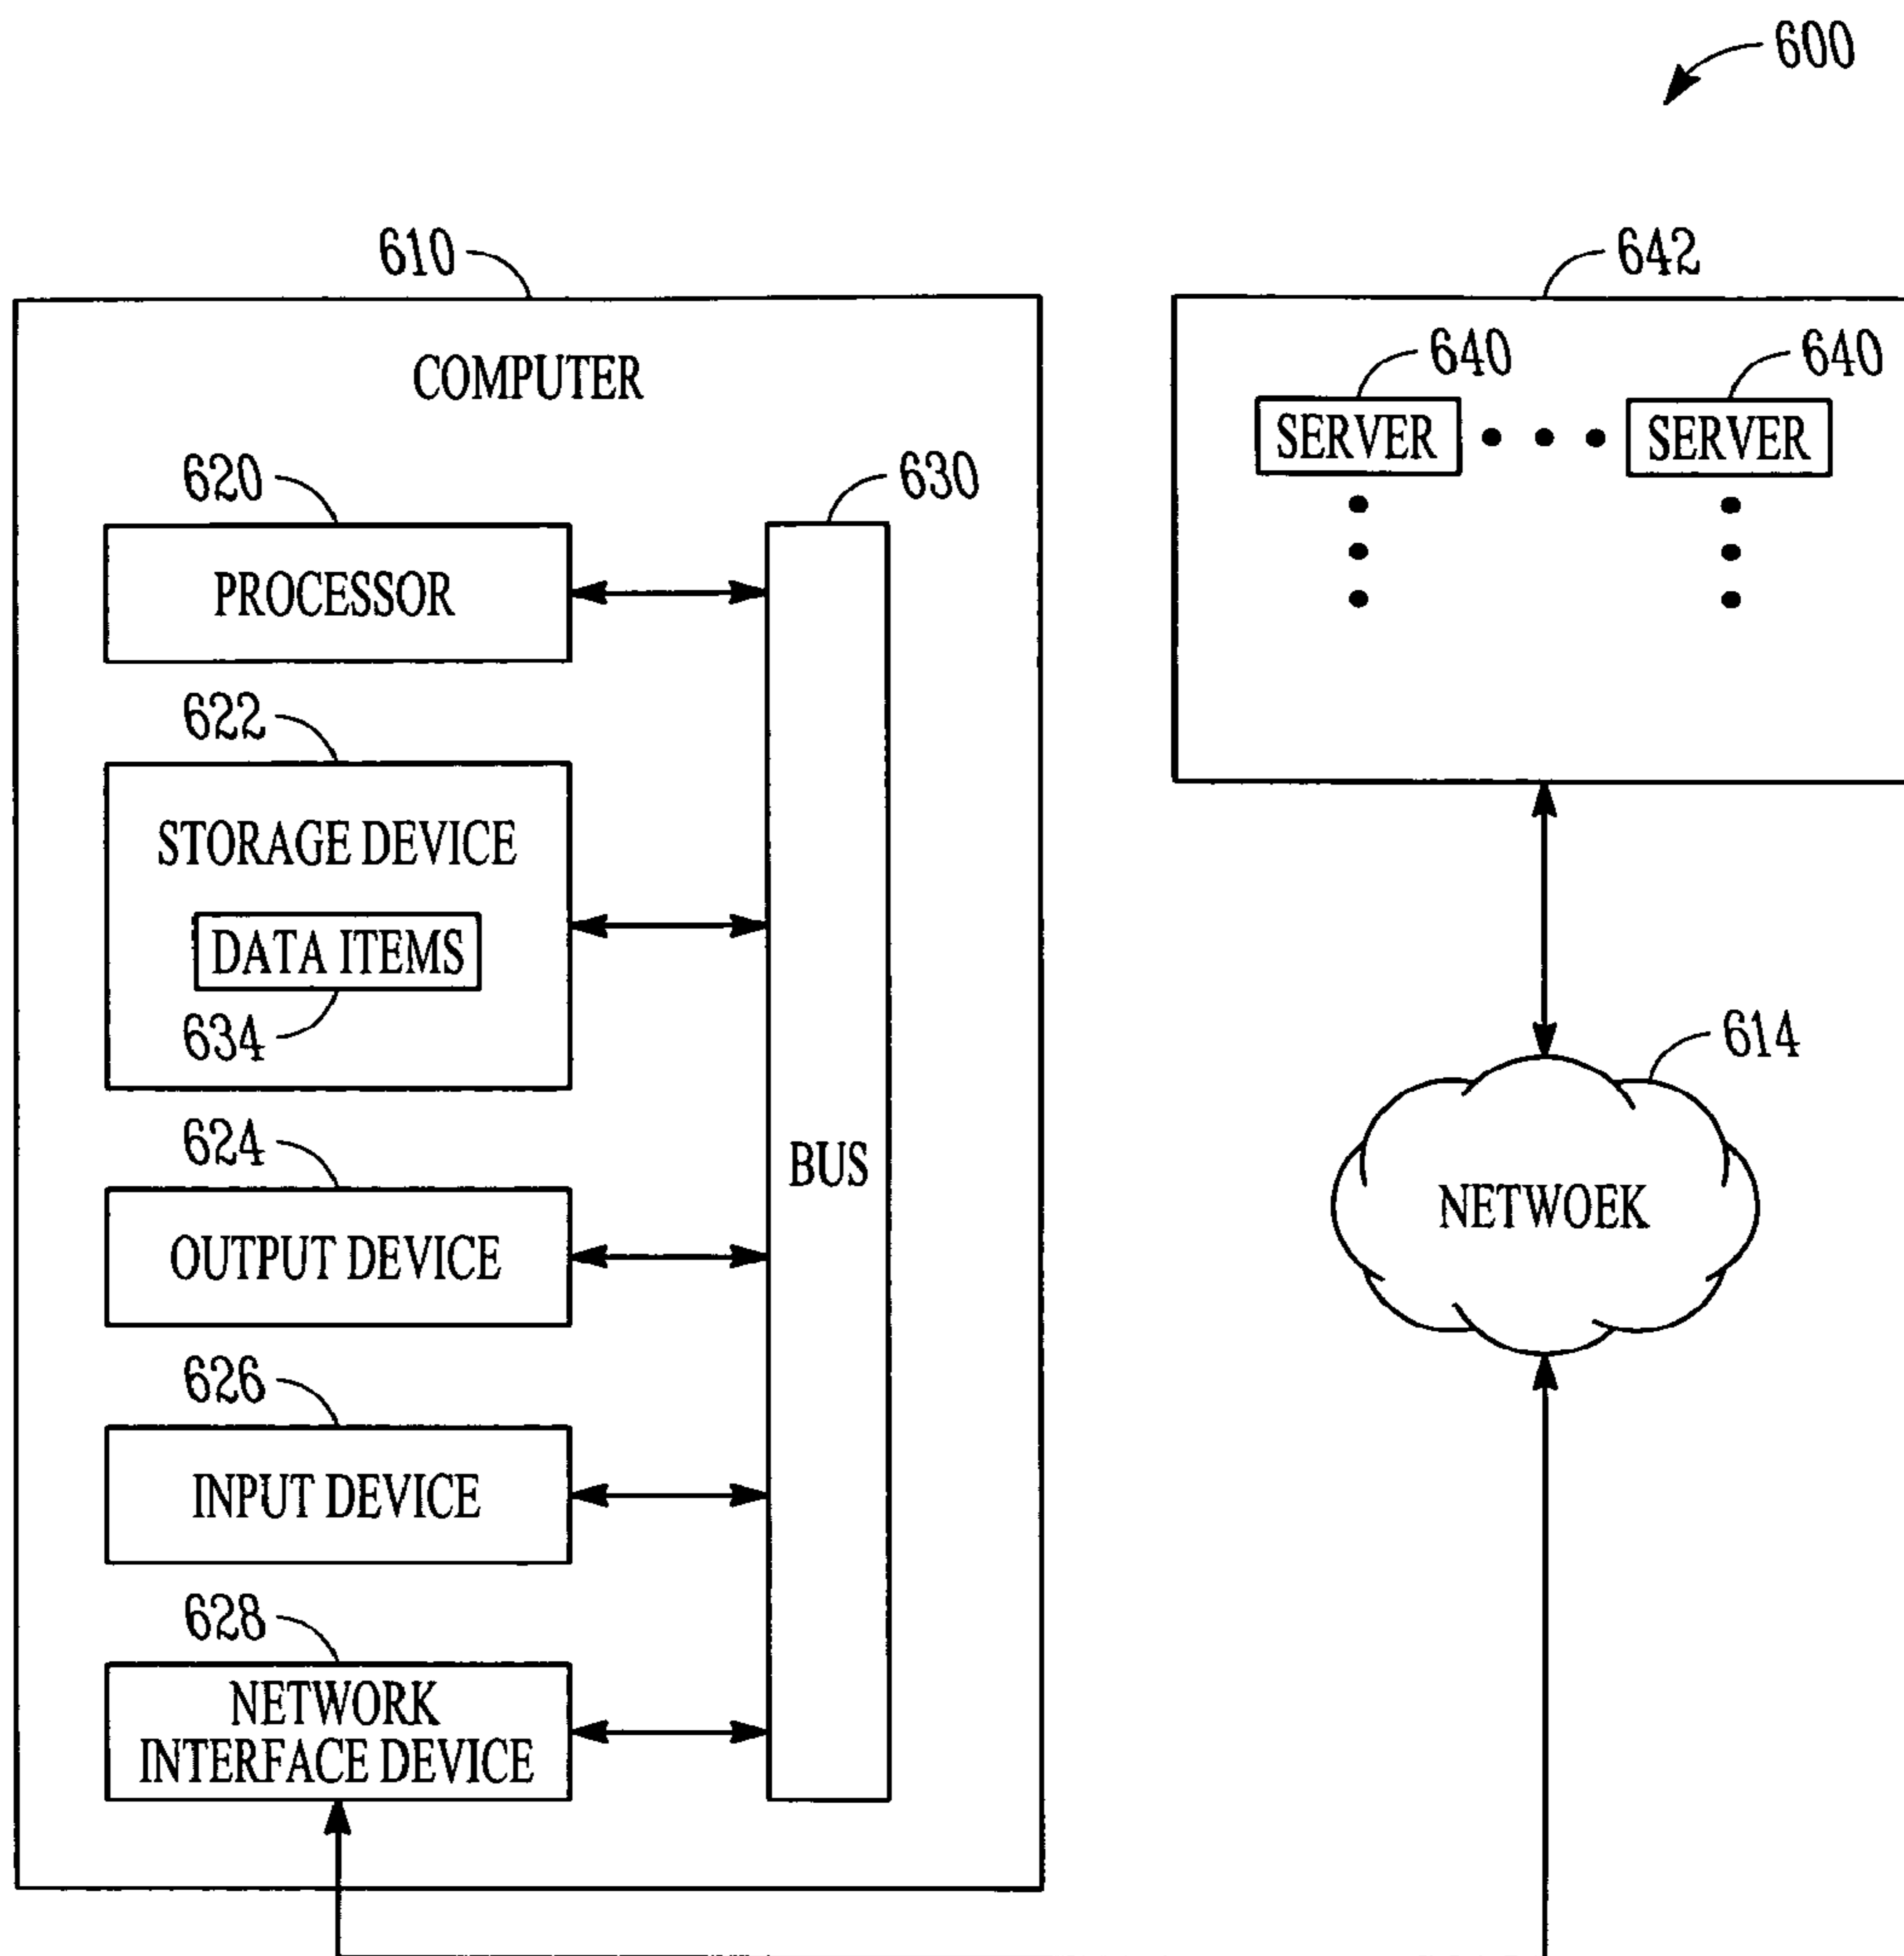 600
610
COMPUTER
620
PROCESSOR
622
STORAGE DEVICE
DATA ITEMS
634
624
OUTPUT DEVICE
626
INPUT DEVICE
628
NETWORK
INTERFACE DEVICE
630
BUS
642
640
SERVER
640
SERVER
614
NETWOEK